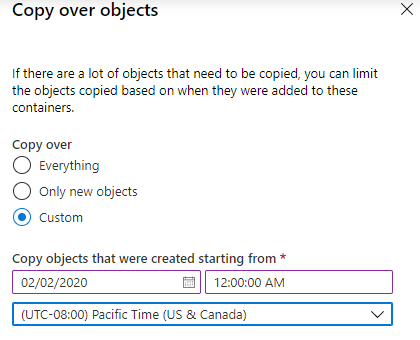 Copy over objects
If there are a lot of objects that need to be copied, you can limit
the objects copied based on when they were added to these
containers.
Copy over
Everything
Only new objects
Custom
Copy objects that were created starting from *
02/02/2020 12:00:00 AM
(UTC-08:00) Pacific Time (US & Canada)